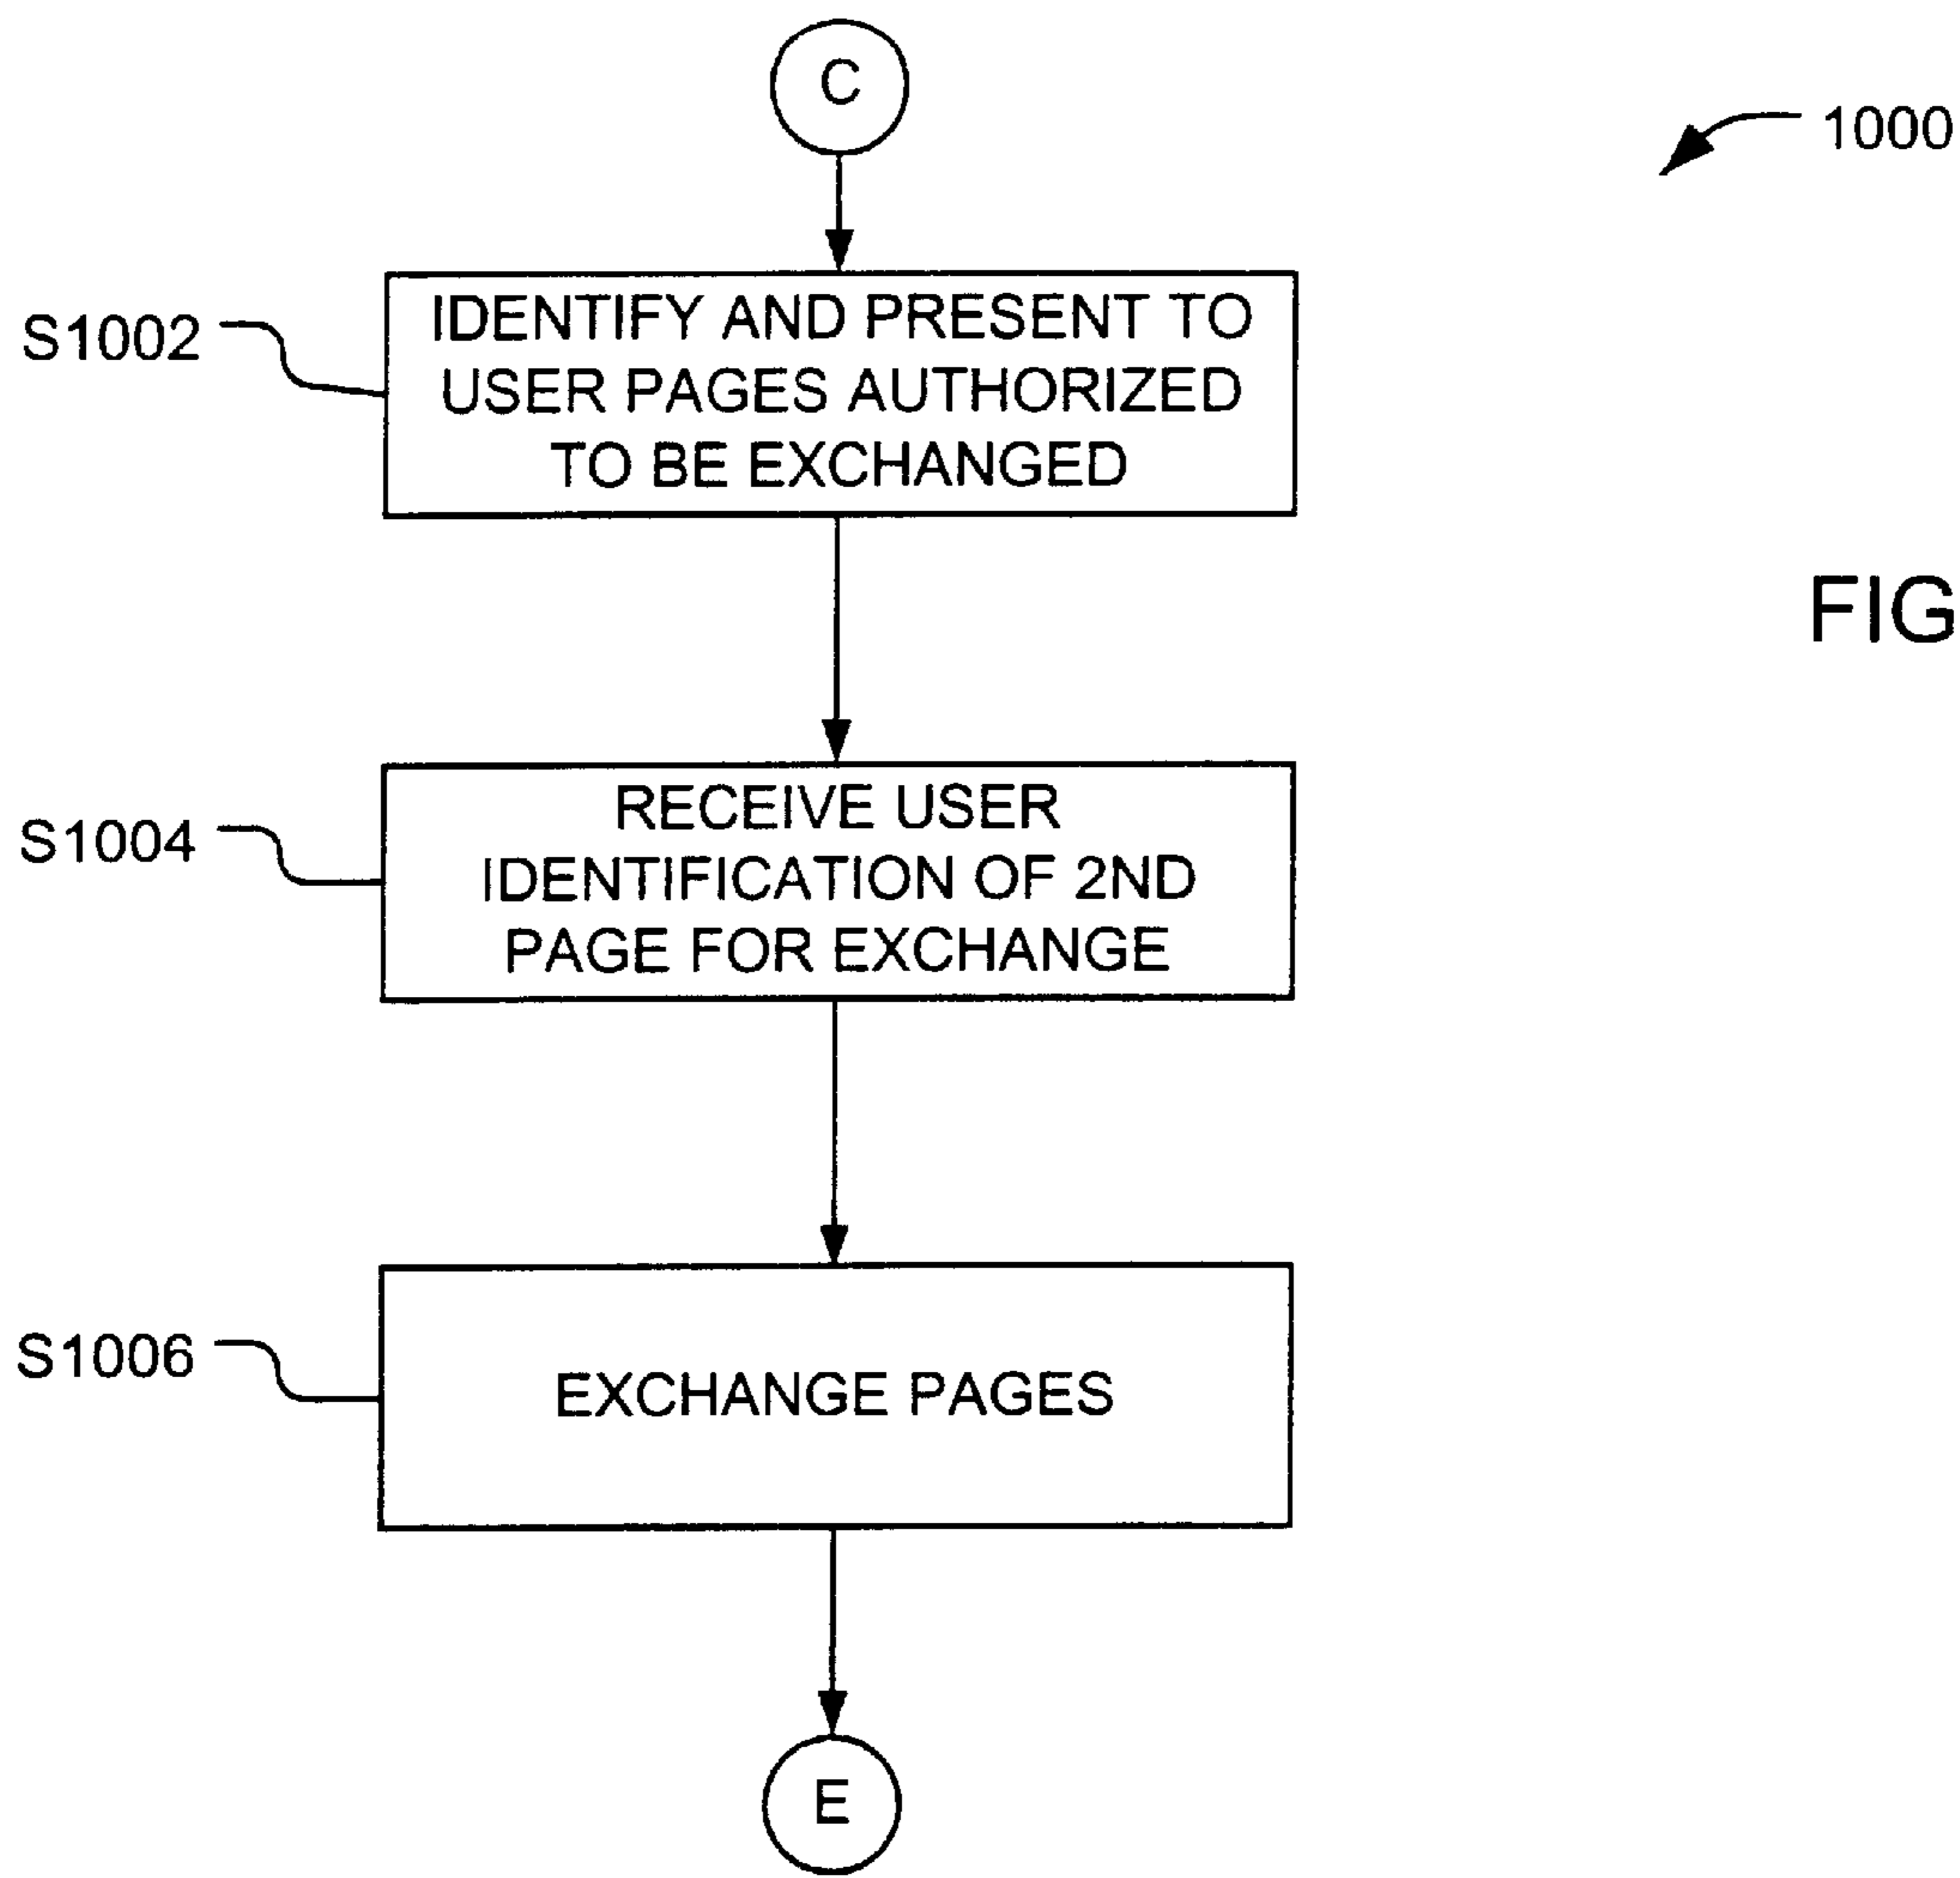 C
1000
S1002
IDENTIFY AND PRESENT TO
USER PAGES AUTHORIZED
TO BE EXCHANGED
FIG
S1004
RECEIVE USER
IDENTIFICATION OF 2ND
PAGE FOR EXCHANGE
S1006
EXCHANGE PAGES
E